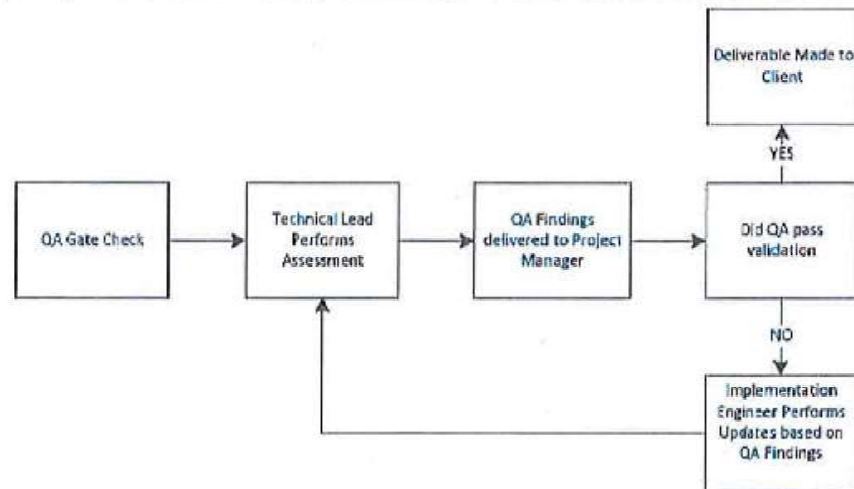 Deliverable Made to
Client
YES
QA Gate Check
Technical Lead
Performs
Assessment
QA Findings
delivered to Project
Manager
Did QA pass
validation
NO
Implementation
Engineer Performs
Updates based on
QA Findings